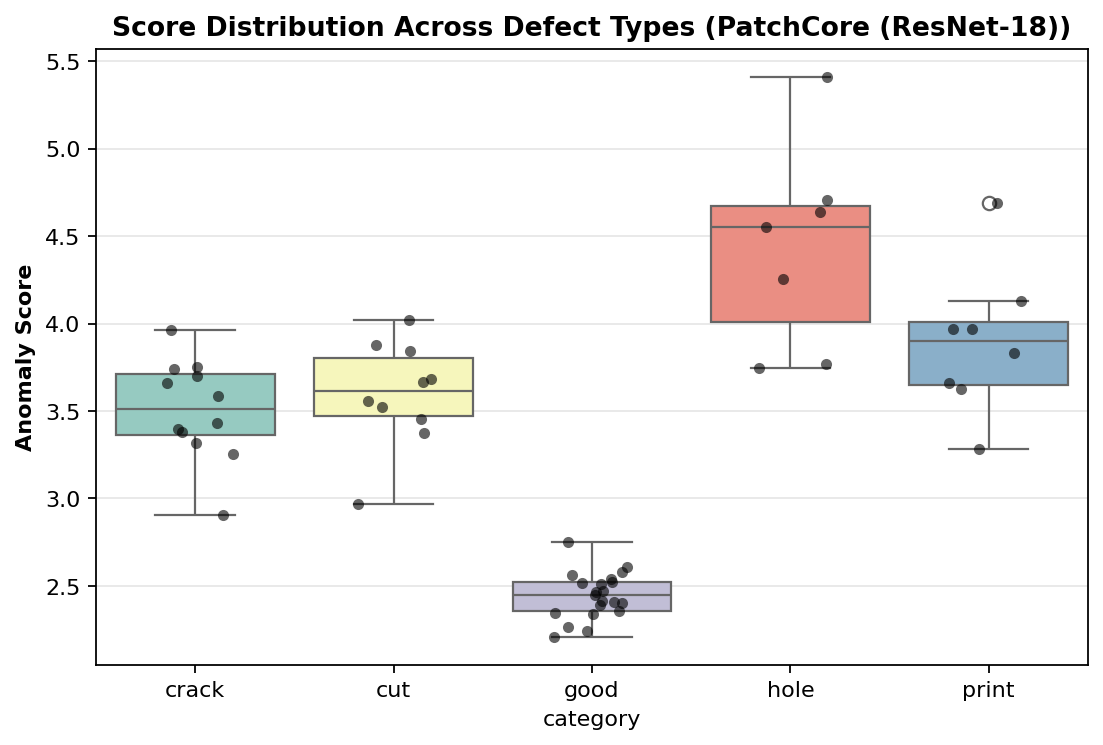 Score Distribution Across Defect Types (PatchCore (ResNet-18))
5.5
5.0
4.5
4.0
3.5
3.0
2.5
Anomaly Score
crack cut good hole print
category